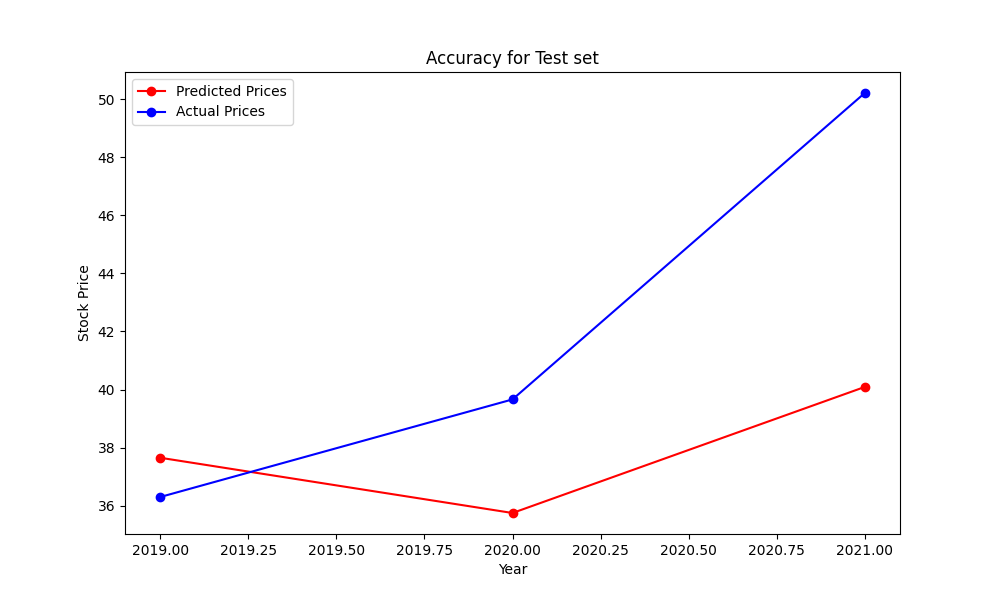 Accuracy for Test set
Predicted Prices
Actual Prices
50
48
46
44
42
40
38
36
Stock Price
2019.00 2019.25 2019.50 2019.75 2020.00 2020.25 2020.50 2020.75 2021.00
Year